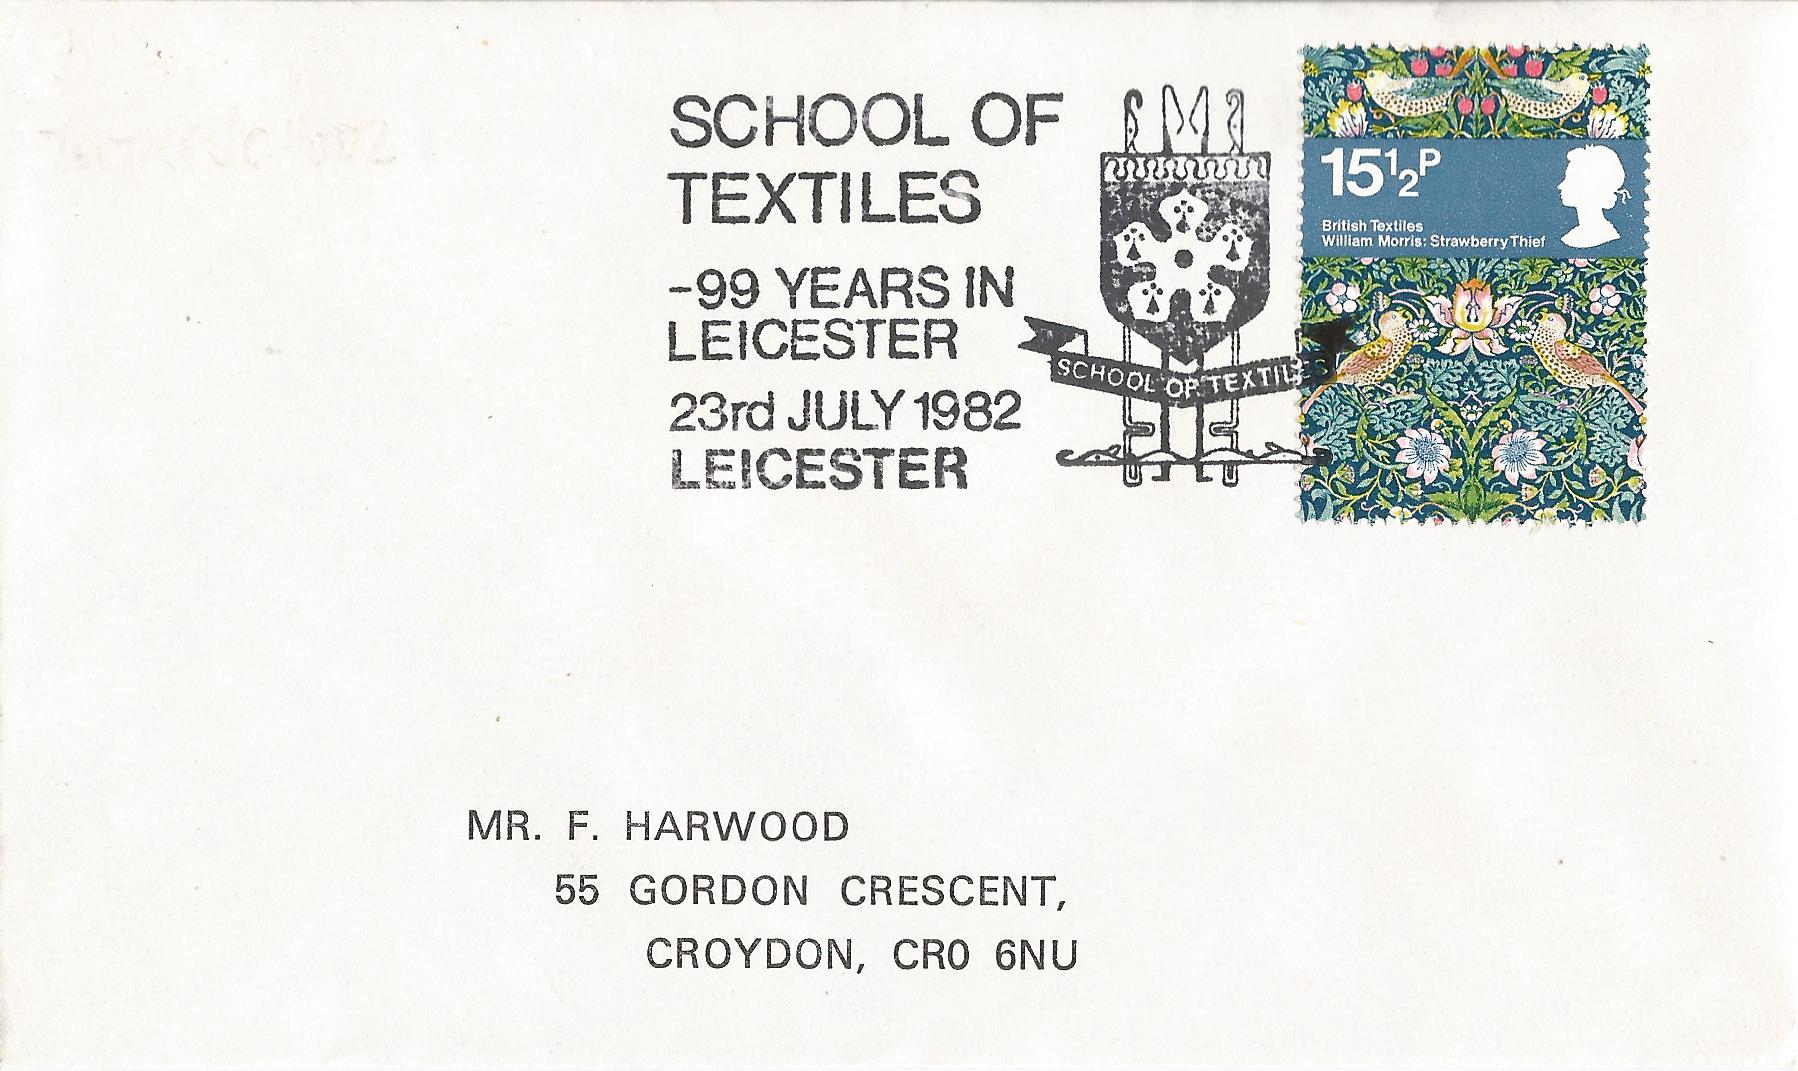 SCHOOL OF
TEXTILES
-99 YEARS IN
LEICESTER
23rd JULY 1982
LEICESTER
SCHOOL OF TEXTILES
15½P
British Textiles
William Morris: Strawberry Thief
MR. F. HARWOOD
55 GORDON CRESCENT,
CROYDON, CR0 6NU